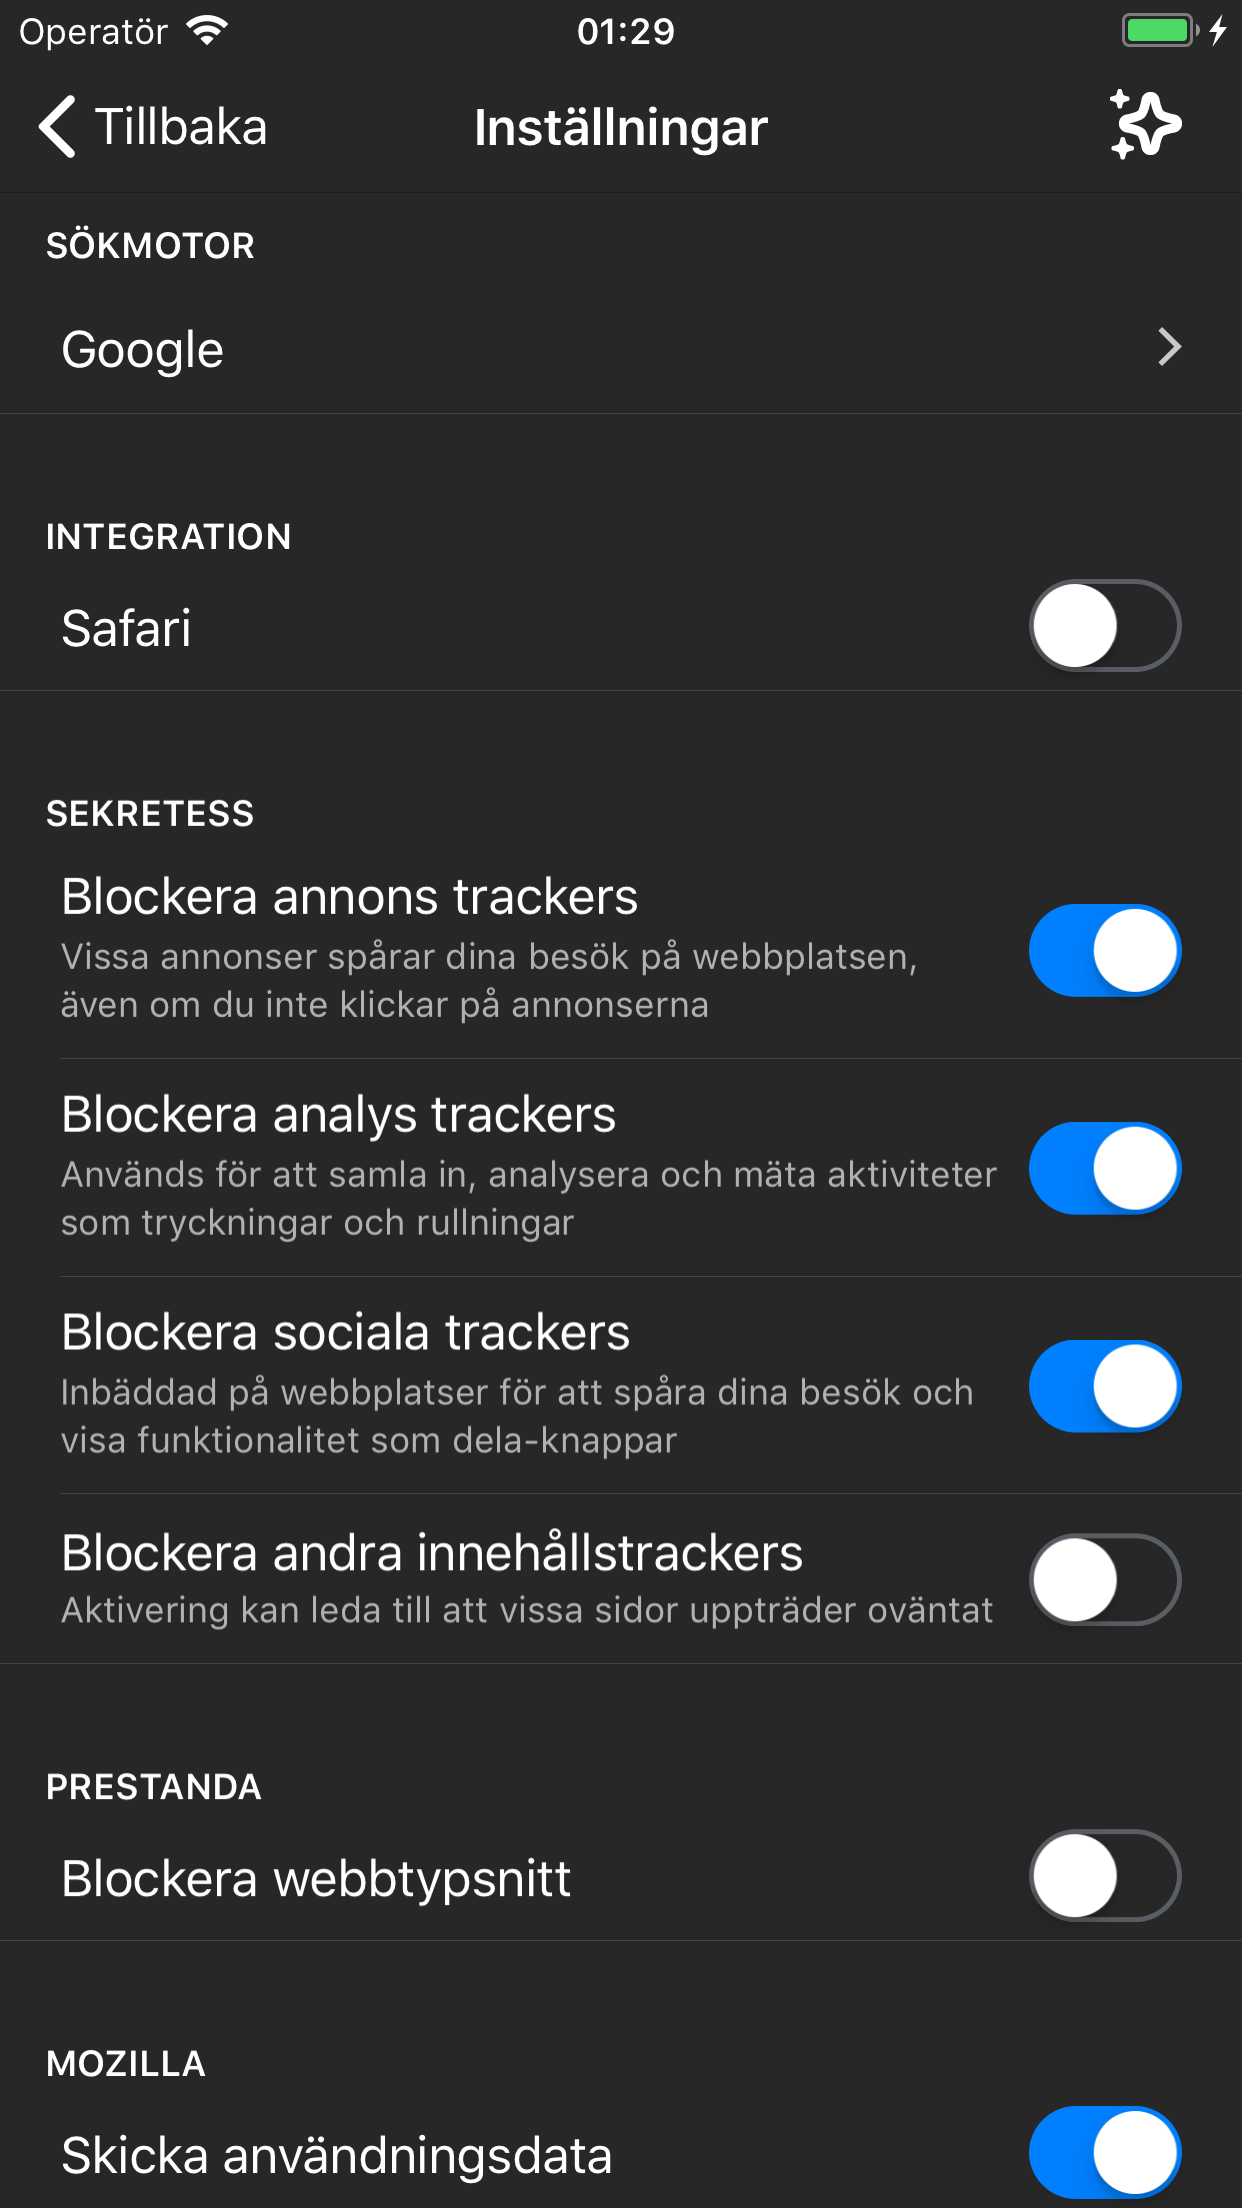 Operatör
01:29
Tillbaka
Inställningar
SÖKMOTOR
Google
INTEGRATION
Safari
SEKRETESS
Blockera annons trackers
Vissa annonser spårar dina besök på webbplatsen,
även om du inte klickar på annonserna
Blockera analys trackers
Används för att samla in, analysera och mäta aktiviteter
som tryckningar och rullningar
Blockera sociala trackers
Inbäddad på webbplatser för att spåra dina besök och
visa funktionalitet som dela-knappar
Blockera andra innehållstrackers
Aktivering kan leda till att vissa sidor uppträder oväntat
PRESTANDA
Blockera webbtypsnitt
MOZILLA
Skicka användningsdata